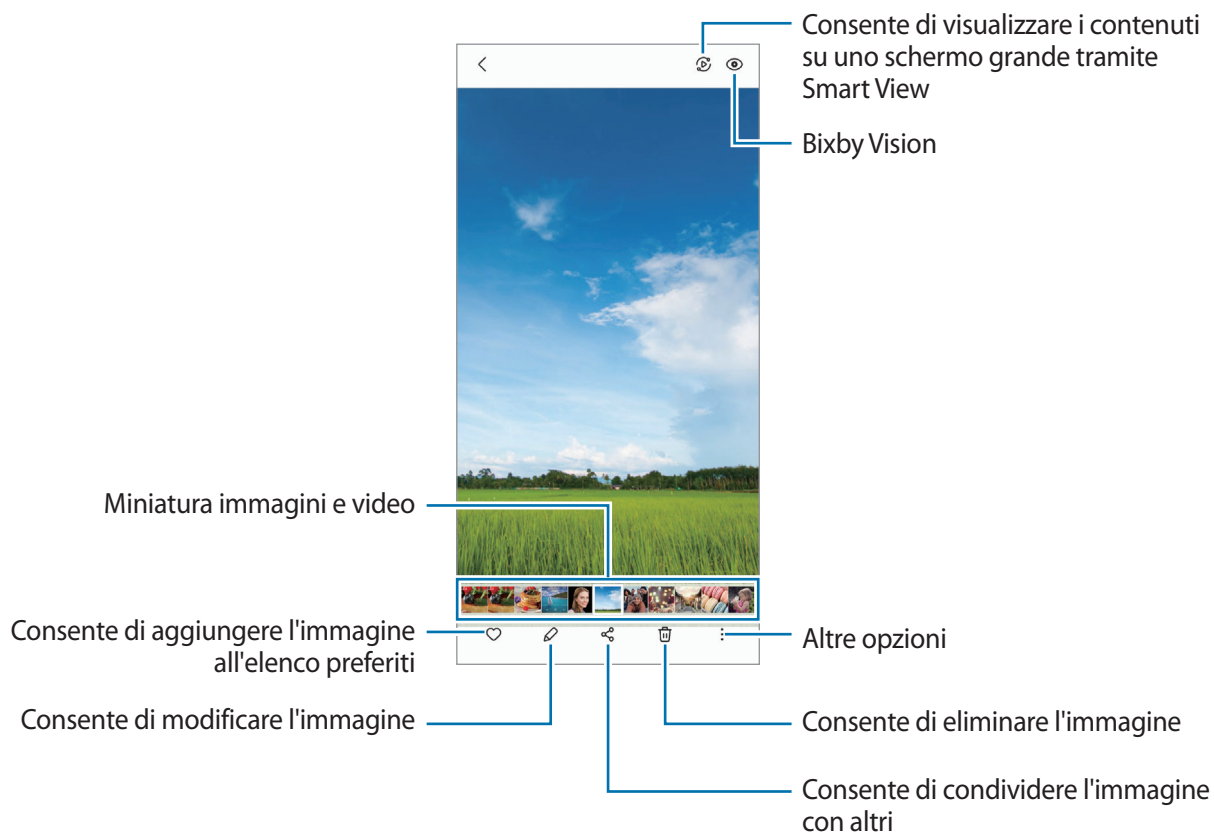 Consente di visualizzare i contenuti
su uno schermo grande tramite
Smart View
Bixby Vision
Miniatura immagini e video
Consente di aggiungere l'immagine
all'elenco preferiti
Altre opzioni
Consente di modificare l'immagine
Consente di eliminare l'immagine
Consente di condividere l'immagine
con altri